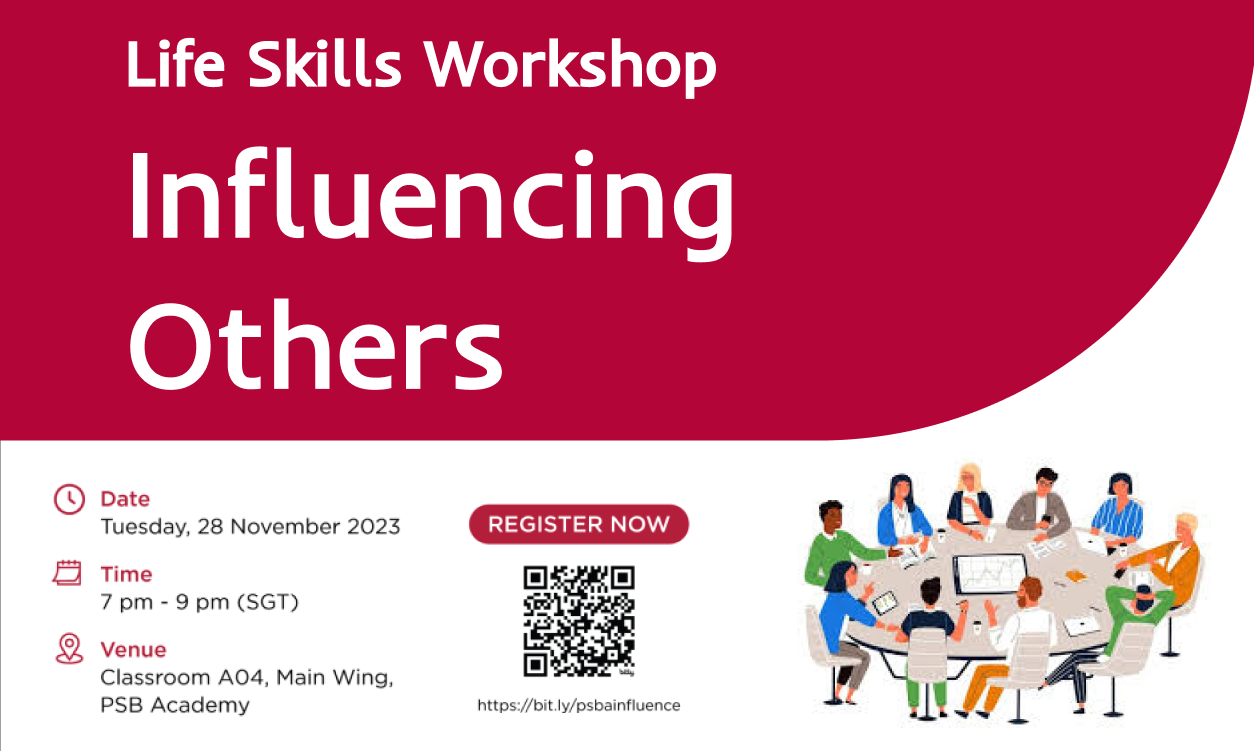 Life Skills Workshop
Influencing
Others
Date
Tuesday, 28 November 2023
Time
7 pm - 9 pm (SGT)
Venue
Classroom A04, Main Wing,
PSB Academy
REGISTER NOW
bitly
https://bit.ly/psbainfluence